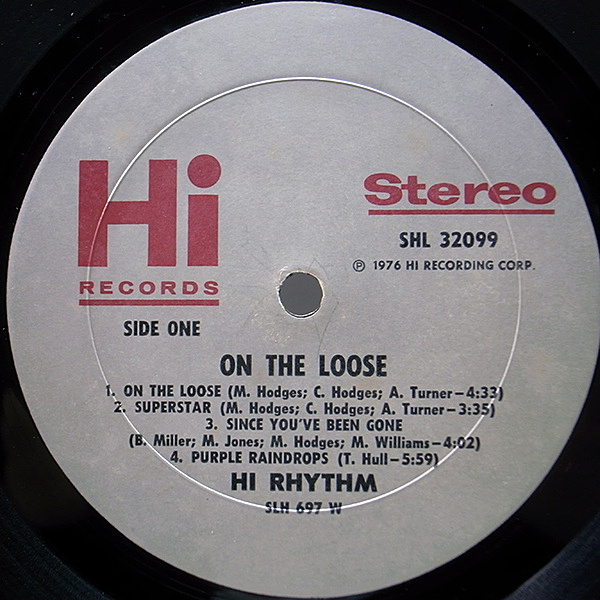 Hi
RECORDS
Stereo
SHL 32099
℗ 1976 HI RECORDING CORP.
SIDE ONE
ON THE LOOSE
1. ON THE LOOSE (M. Hodges; C. Hodges; A. Turner—4:33)
2. SUPERSTAR (M. Hodges; C. Hodges; A. Turner—3:35)
3. SINCE YOU'VE BEEN GONE
(B. Miller; M. Jones; M. Hodges; M. Williams—4:02)
4. PURPLE RAINDROPS (T. Hull—5:59)
HI RHYTHM
SLH 697 W